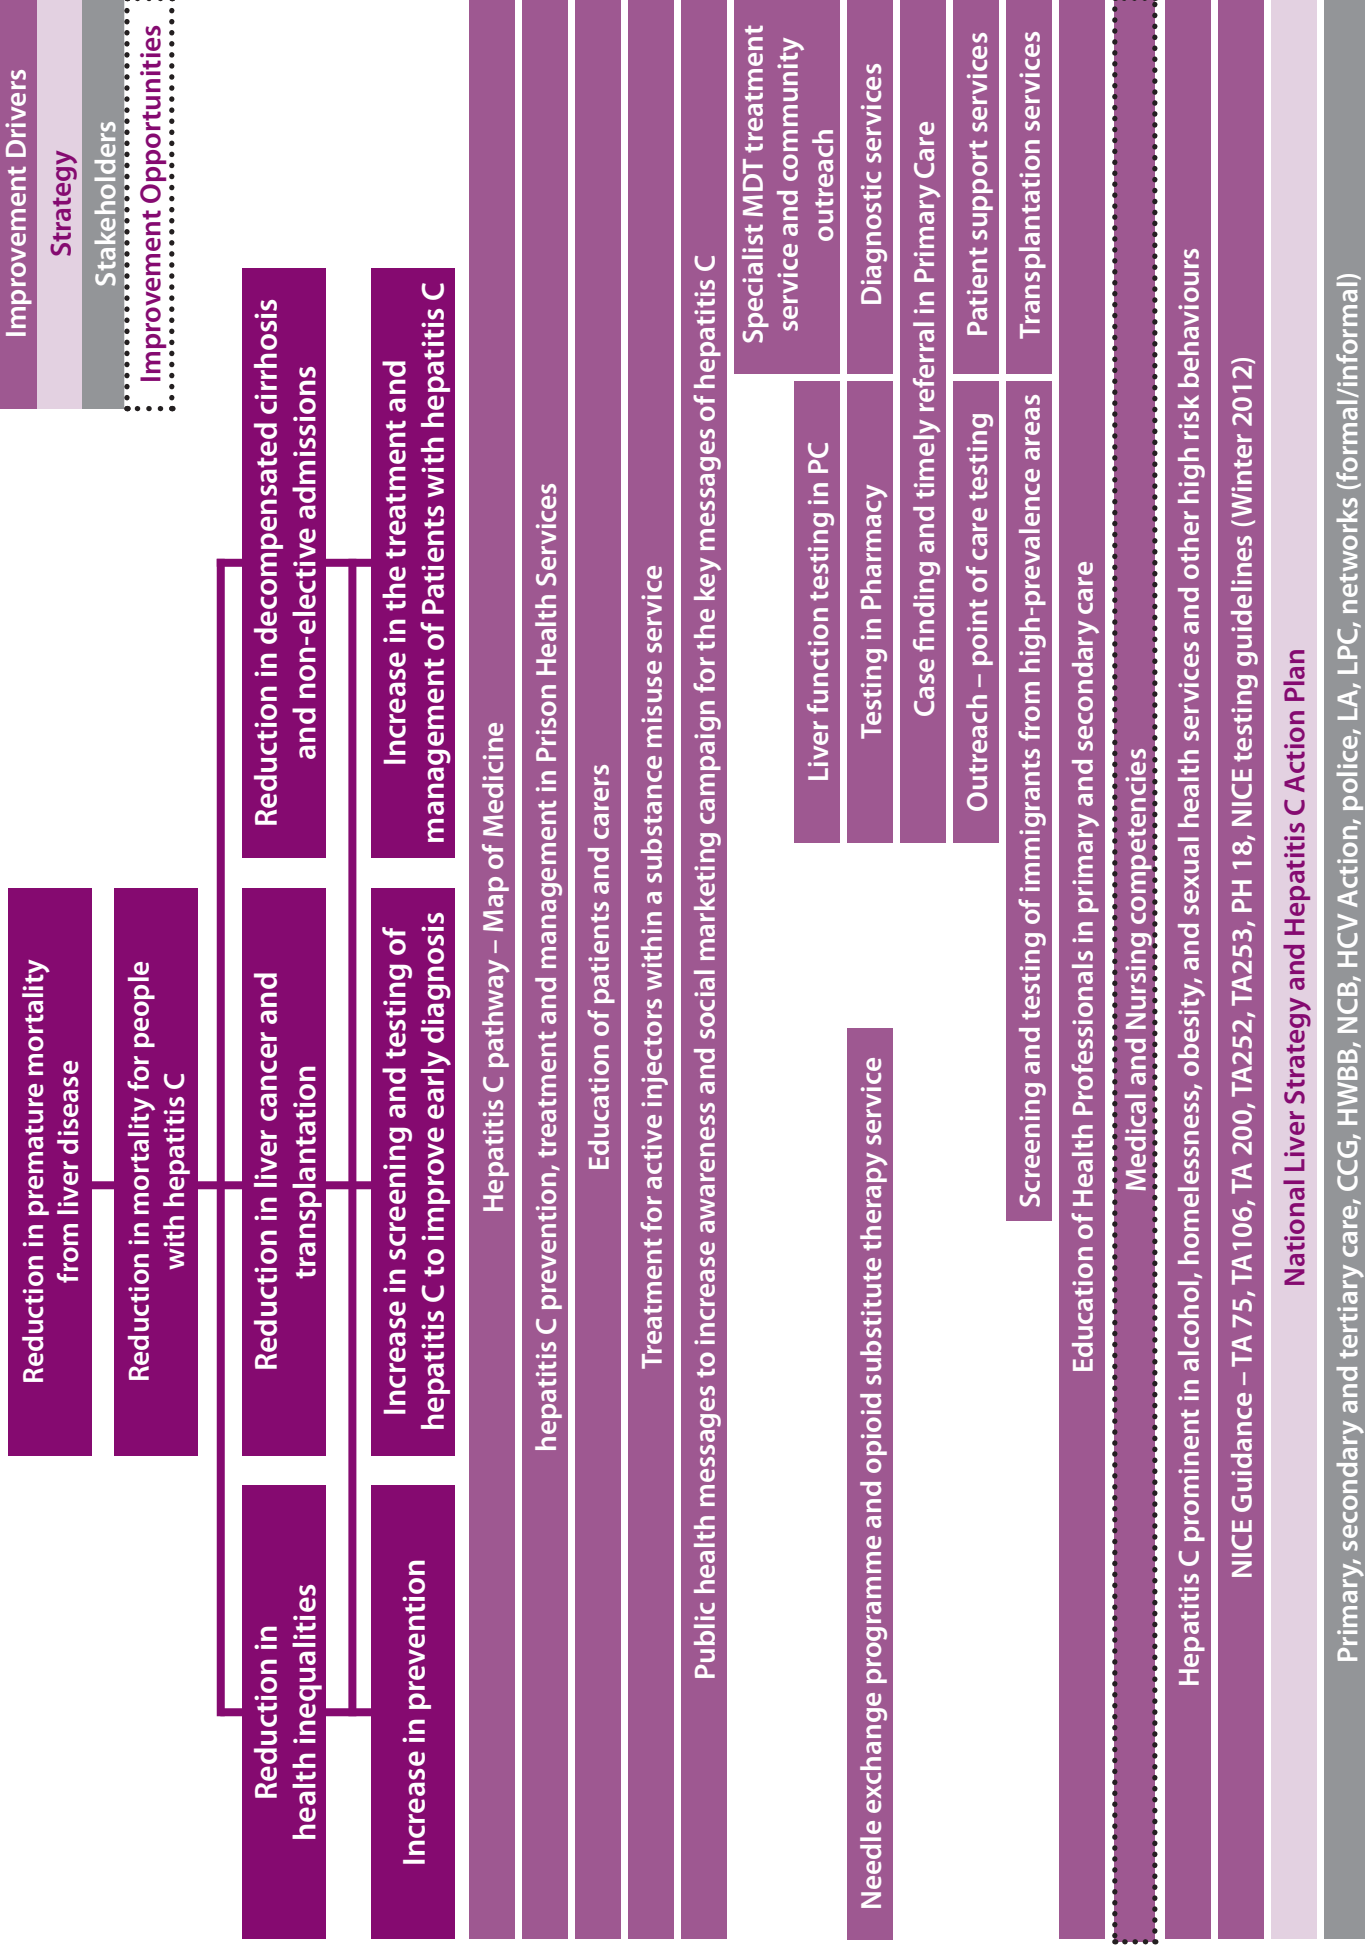 Improvement Drivers
Strategy
Stakeholders
Improvement Opportunities
Reduction in premature mortality
from liver disease
Reduction in mortality for people
with hepatitis C
Reduction in
health inequalities
Reduction in liver cancer and
transplantation
Reduction in decompensated cirrhosis
and non-elective admissions
Increase in prevention
Increase in screening and testing of
hepatitis C to improve early diagnosis
Increase in the treatment and
management of Patients with hepatitis C
Hepatitis C pathway – Map of Medicine
hepatitis C prevention, treatment and management in Prison Health Services
Education of patients and carers
Treatment for active injectors within a substance misuse service
Public health messages to increase awareness and social marketing campaign for the key messages of hepatitis C
Specialist MDT treatment
service and community
outreach
Liver function testing in PC
Needle exchange programme and opioid substitute therapy service
Testing in Pharmacy
Diagnostic services
Case finding and timely referral in Primary Care
Outreach – point of care testing
Patient support services
Screening and testing of immigrants from high-prevalence areas
Transplantation services
Education of Health Professionals in primary and secondary care
Medical and Nursing competencies
Hepatitis C prominent in alcohol, homelessness, obesity, and sexual health services and other high risk behaviours
NICE Guidance – TA 75, TA106, TA 200, TA252, TA253, PH 18, NICE testing guidelines (Winter 2012)
National Liver Strategy and Hepatitis C Action Plan
Primary, secondary and tertiary care, CCG, HWBB, NCB, HCV Action, police, LA, LPC, networks (formal/informal)